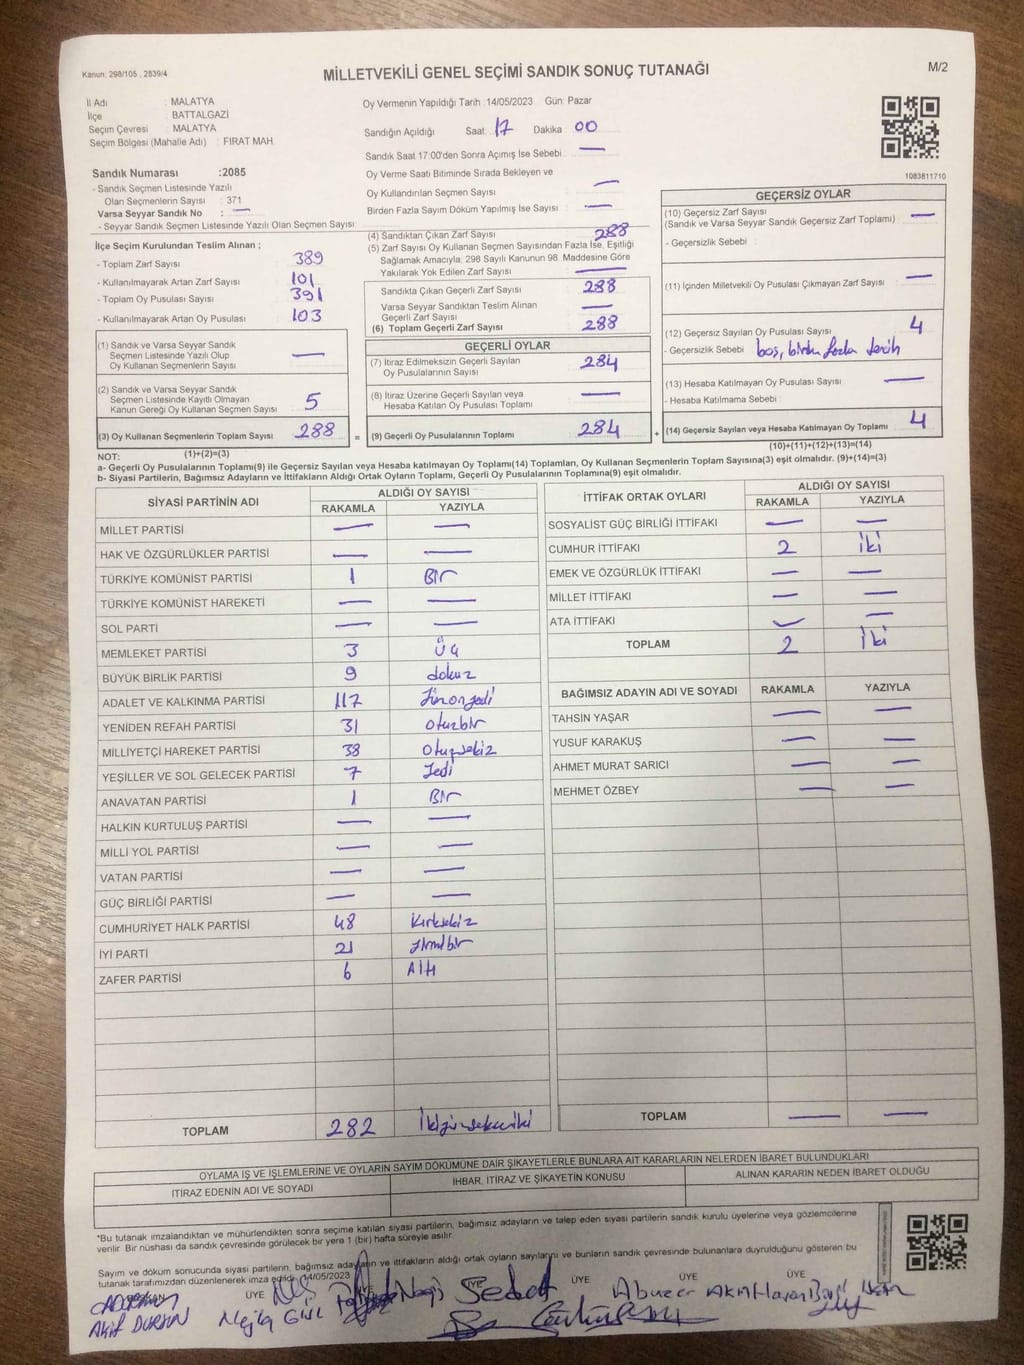 Kanun: 298/105 , 2839/4
MİLLETVEKİLİ GENEL SEÇİMİ SANDIK SONUÇ TUTANAĞI
M/2
İl Adı : MALATYA
İlçe : BATTALGAZİ
Seçim Çevresi : MALATYA
Seçim Bölgesi (Mahalle Adı) : FIRAT MAH.
Oy Vermenin Yapıldığı Tarih :14/05/2023 Gün: Pazar
Sandığın Açıldığı Saat: 17 Dakika : 00
Sandık Saat 17:00'den Sonra Açımış İse Sebebi : —
Oy Verme Saati Bitiminde Sırada Bekleyen ve
Oy Kullandırılan Seçmen Sayısı : —
Birden Fazla Sayım Döküm Yapılmış İse Sayısı : —
1083811710
Sandık Numarası :2085
- Sandık Seçmen Listesinde Yazılı
Olan Seçmenlerin Sayısı : 371
Varsa Seyyar Sandık No : —
- Seyyar Sandık Seçmen Listesinde Yazılı Olan Seçmen Sayısı:
İlçe Seçim Kurulundan Teslim Alınan ;
- Toplam Zarf Sayısı : 389
- Kullanılmayarak Artan Zarf Sayısı : 101
- Toplam Oy Pusulası Sayısı : 391
- Kullanılmayarak Artan Oy Pusulası : 103
(1) Sandık ve Varsa Seyyar Sandık
Seçmen Listesinde Yazılı Olup
Oy Kullanan Seçmenlerin Sayısı : —
(2) Sandık ve Varsa Seyyar Sandık
Seçmen Listesinde Kayıtlı Olmayan
Kanun Gereği Oy Kullanan Seçmen Sayısı : 5
(3) Oy Kullanan Seçmenlerin Toplam Sayısı : 288
(1)+(2)=(3)
(4) Sandıktan Çıkan Zarf Sayısı : 288
(5) Zarf Sayısı Oy Kullanan Seçmen Sayısından Fazla İse, Eşitliği
Sağlamak Amacıyla; 298 Sayılı Kanunun 98. Maddesine Göre
Yakılarak Yok Edilen Zarf Sayısı : —
Sandıkta Çıkan Geçerli Zarf Sayısı : 288
Varsa Seyyar Sandıktan Teslim Alınan
Geçerli Zarf Sayısı : —
(6) Toplam Geçerli Zarf Sayısı : 288
GEÇERLİ OYLAR
(7) İtiraz Edilmeksizin Geçerli Sayılan
Oy Pusulalarının Sayısı : 284
(8) İtiraz Üzerine Geçerli Sayılan veya
Hesaba Katılan Oy Pusulası Toplamı : —
= (9) Geçerli Oy Pusulalarının Toplamı : 284
GEÇERSİZ OYLAR
(10) Geçersiz Zarf Sayısı
(Sandık ve Varsa Seyyar Sandık Geçersiz Zarf Toplamı) : —
- Geçersizlik Sebebi :
(11) İçinden Milletvekili Oy Pusulası Çıkmayan Zarf Sayısı : —
(12) Geçersiz Sayılan Oy Pusulası Sayısı : 4
- Geçersizlik Sebebi : boş, birden fazla tercih
(13) Hesaba Katılmayan Oy Pusulası Sayısı : —
- Hesaba Katılmama Sebebi :
+ (14) Geçersiz Sayılan veya Hesaba Katılmayan Oy Toplamı : 4
(10)+(11)+(12)+(13)=(14)
NOT:
a- Geçerli Oy Pusulalarının Toplamı(9) ile Geçersiz Sayılan veya Hesaba katılmayan Oy Toplamı(14) Toplamları, Oy Kullanan Seçmenlerin Toplam Sayısına(3) eşit olmalıdır. (9)+(14)=(3)
b- Siyasi Partilerin, Bağımsız Adayların ve İttifakların Aldığı Ortak Oyların Toplamı, Geçerli Oy Pusulalarının Toplamına(9) eşit olmalıdır.
SİYASİ PARTİNİN ADI ALDIĞI OY SAYISI
RAKAMLA YAZIYLA
MİLLET PARTİSİ — —
HAK VE ÖZGÜRLÜKLER PARTİSİ — —
TÜRKİYE KOMÜNİST PARTİSİ 1 Bir
TÜRKİYE KOMÜNİST HAREKETİ — —
SOL PARTİ — —
MEMLEKET PARTİSİ 3 Üç
BÜYÜK BİRLİK PARTİSİ 9 dokuz
ADALET VE KALKINMA PARTİSİ 117 Yüzonyedi
YENİDEN REFAH PARTİSİ 31 Otuzbir
MİLLİYETÇİ HAREKET PARTİSİ 38 Otuzsekiz
YEŞİLLER VE SOL GELECEK PARTİSİ 7 Yedi
ANAVATAN PARTİSİ 1 Bir
HALKIN KURTULUŞ PARTİSİ — —
MİLLİ YOL PARTİSİ — —
VATAN PARTİSİ — —
GÜÇ BİRLİĞİ PARTİSİ — —
CUMHURİYET HALK PARTİSİ 48 Kırksekiz
İYİ PARTİ 21 Yirmibir
ZAFER PARTİSİ 6 Altı
TOPLAM 282 İkiyüzsekseniki
İTTİFAK ORTAK OYLARI ALDIĞI OY SAYISI
RAKAMLA YAZIYLA
SOSYALİST GÜÇ BİRLİĞİ İTTİFAKI — —
CUMHUR İTTİFAKI 2 İki
EMEK VE ÖZGÜRLÜK İTTİFAKI — —
MİLLET İTTİFAKI — —
ATA İTTİFAKI — —
TOPLAM 2 İki
BAĞIMSIZ ADAYIN ADI VE SOYADI RAKAMLA YAZIYLA
TAHSİN YAŞAR — —
YUSUF KARAKUŞ — —
AHMET MURAT SARICI — —
MEHMET ÖZBEY — —
TOPLAM — —
OYLAMA İŞ VE İŞLEMLERİNE VE OYLARIN SAYIM DÖKÜMÜNE DAİR ŞİKAYETLERLE BUNLARA AİT KARARLARIN NELERDEN İBARET BULUNDUKLARI
İTİRAZ EDENİN ADI VE SOYADI İHBAR, İTİRAZ VE ŞİKAYETİN KONUSU ALINAN KARARIN NEDEN İBARET OLDUĞU
*Bu tutanak imzalandıktan ve mühürlendikten sonra seçime katılan siyasi partilerin, bağımsız adayların ve talep eden siyasi partilerin sandık kurulu üyelerine veya gözlemcilerine
verilir. Bir nüshası da sandık çevresinde görülecek bir yere 1 (bir) hafta süreyle asılır.
Sayım ve döküm sonucunda siyasi partilerin, bağımsız adayların ve ittifakların aldığı ortak oyların sayılarını ve bunların sandık çevresinde bulunanlara duyrulduğunu gösteren bu
tutanak tarafımızdan düzenlenerek imza edildi. 14/05/2023
BAŞKAN ÜYE ÜYE ÜYE ÜYE ÜYE ÜYE
Akif DURSUN Sedat Abuzer AKIN